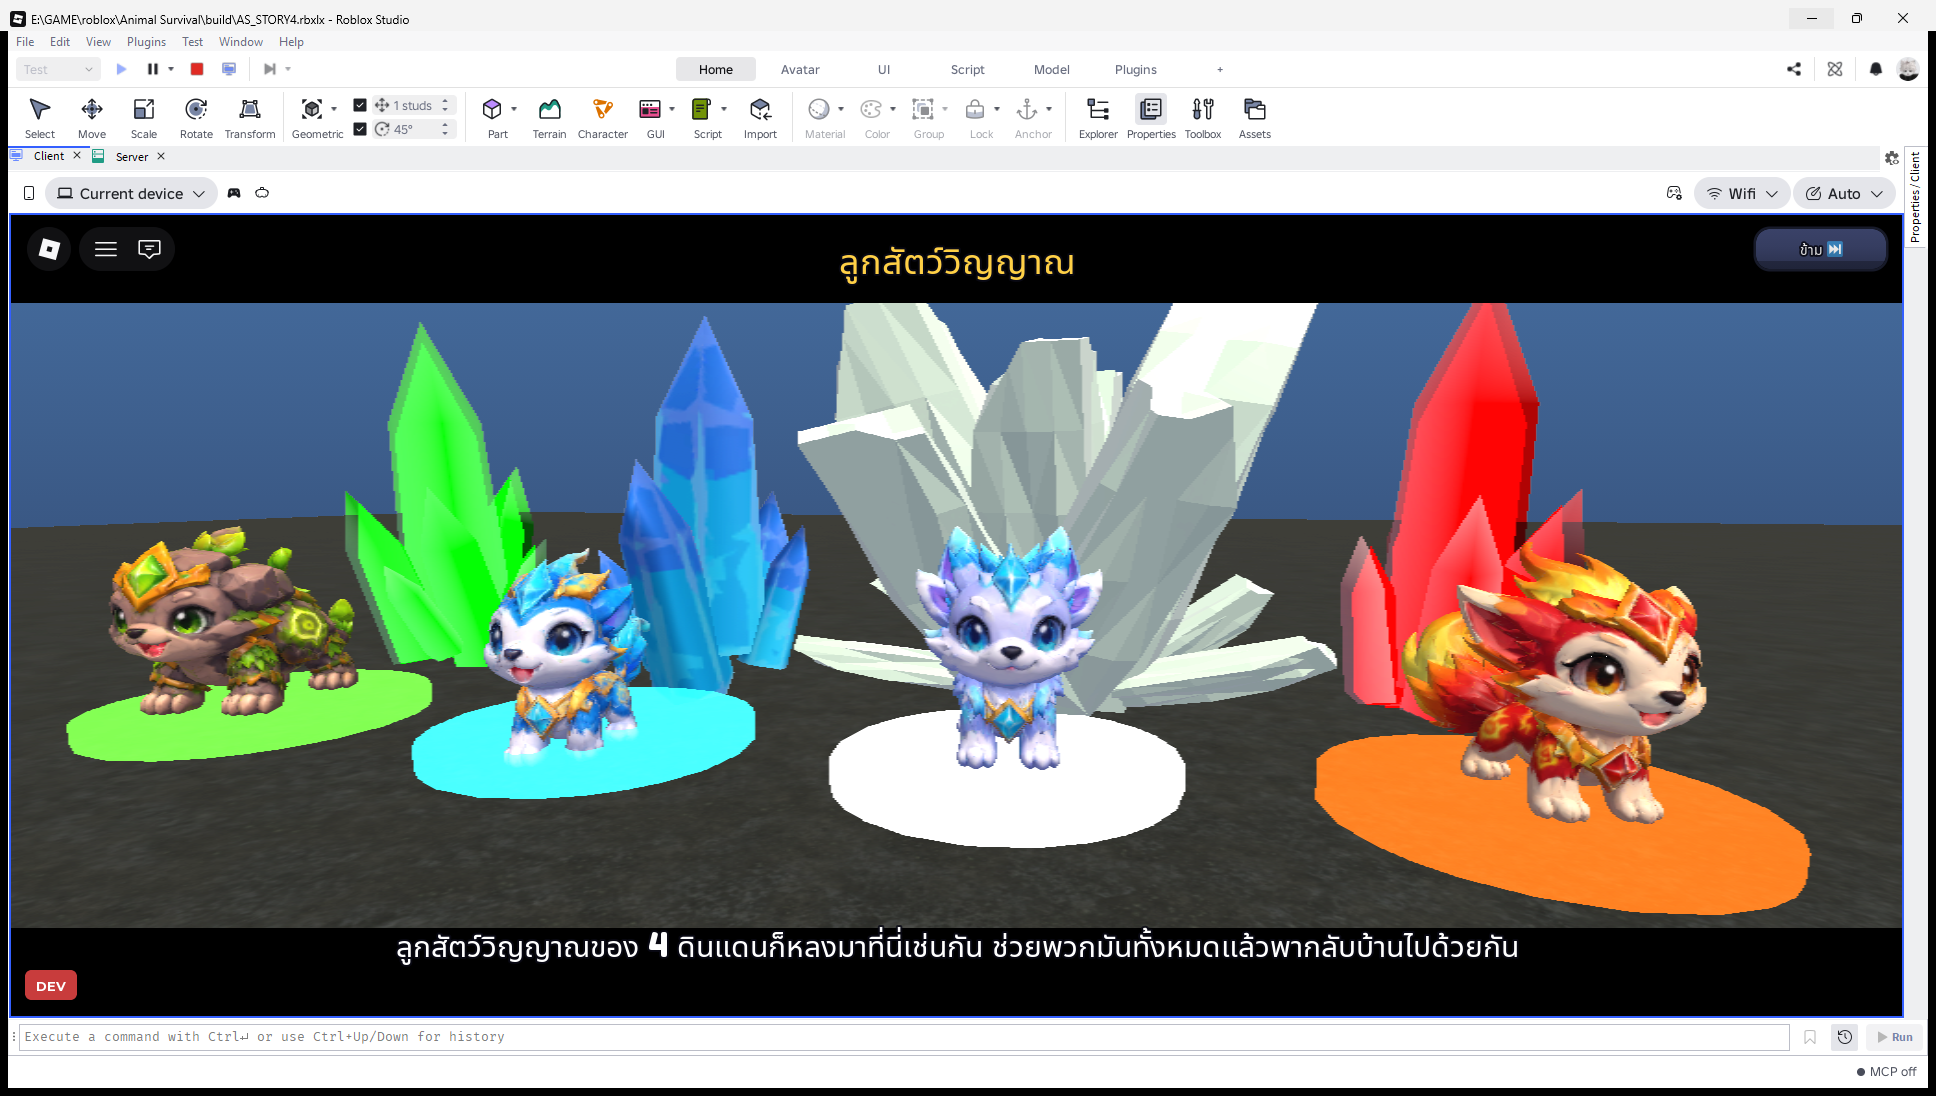 E:\GAME\roblox\Animal Survival\build\AS_STORY4.rbxlx - Roblox Studio
File Edit View Plugins Test Window Help
Test
Home Avatar UI Script Model Plugins +
1 studs
45°
Select Move Scale Rotate Transform Geometric Part Terrain Character GUI Script Import Material Color Group Lock Anchor Explorer Properties Toolbox Assets
Client Server
Properties / Client
Current device
Wifi Auto
ลูกสัตว์วิญญาณ
ข้าม ⏭
ลูกสัตว์วิญญาณของ 4 ดินแดนก็หลงมาที่นี่เช่นกัน ช่วยพวกมันทั้งหมดแล้วพากลับบ้านไปด้วยกัน
DEV
Execute a command with Ctrl↵ or use Ctrl+Up/Down for history
Run
MCP off